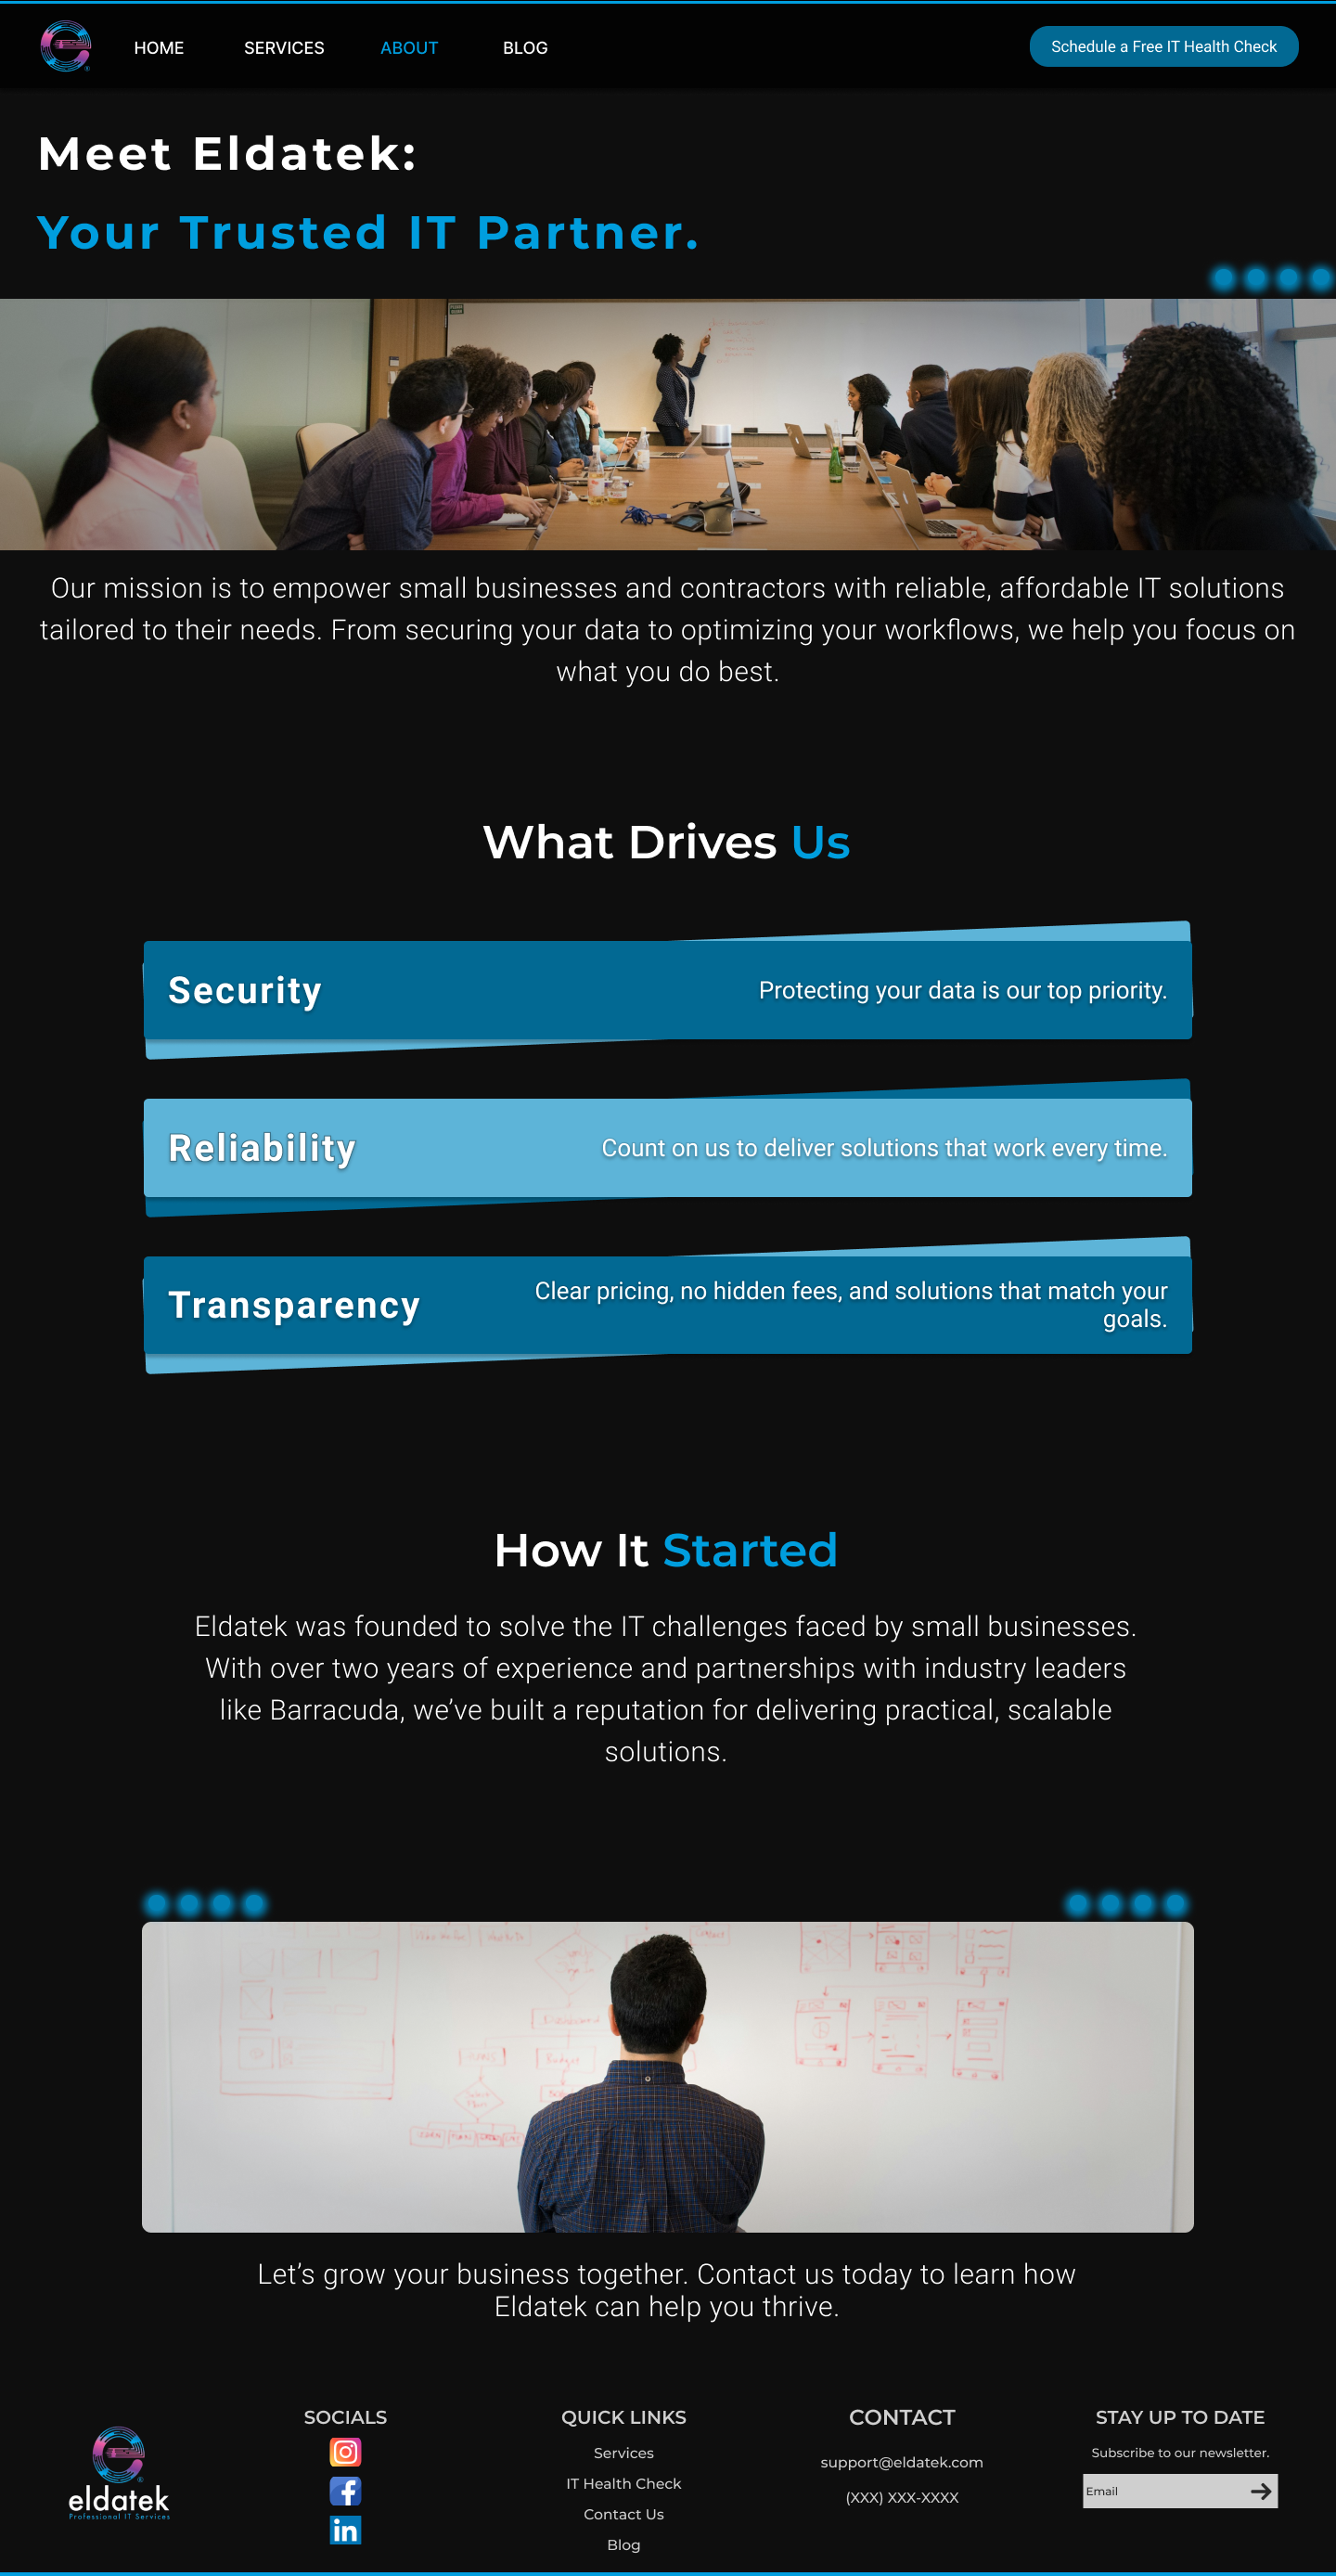 HOME SERVICES ABOUT BLOG Schedule a Free IT Health Check
Meet Eldatek:
Your Trusted IT Partner.
Our mission is to empower small businesses and contractors with reliable, affordable IT solutions
tailored to their needs. From securing your data to optimizing your workflows, we help you focus on
what you do best.
What Drives Us
Security
Protecting your data is our top priority.
Reliability
Count on us to deliver solutions that work every time.
Transparency
Clear pricing, no hidden fees, and solutions that match your
goals.
How It Started
Eldatek was founded to solve the IT challenges faced by small businesses.
With over two years of experience and partnerships with industry leaders
like Barracuda, we’ve built a reputation for delivering practical, scalable
solutions.
Let’s grow your business together. Contact us today to learn how
Eldatek can help you thrive.
eldatek
Professional IT Services
SOCIALS
QUICK LINKS
Services
IT Health Check
Contact Us
Blog
CONTACT
support@eldatek.com
(XXX) XXX-XXXX
STAY UP TO DATE
Subscribe to our newsletter.
Email